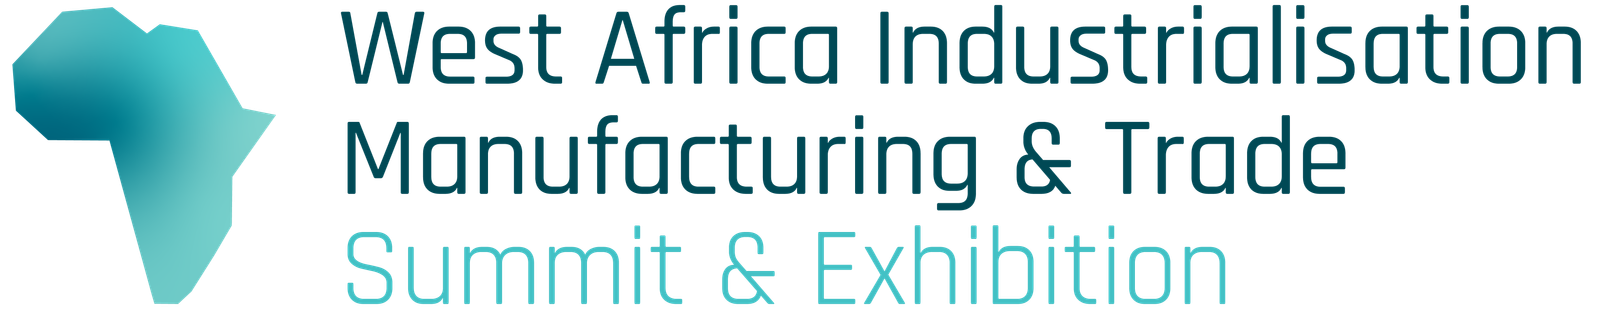 West Africa Industrialisation
Manufacturing & Trade
Summit & Exhibition